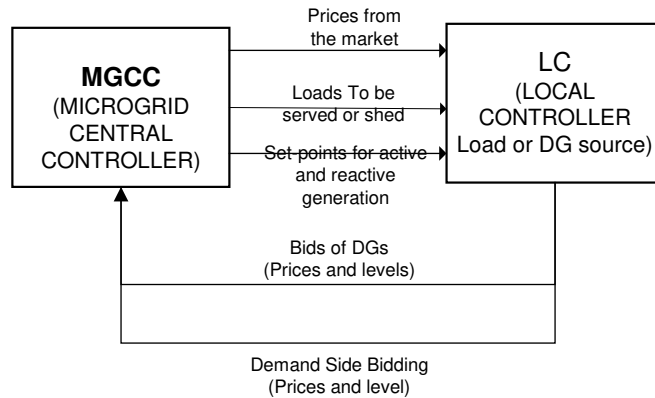 MGCC
(MICROGRID
CENTRAL
CONTROLLER)
Prices from
the market
Loads To be
served or shed
Set points for active
and reactive
generation
LC
(LOCAL
CONTROLLER
Load or DG source)
Bids of DGs
(Prices and levels)
Demand Side Bidding
(Prices and level)